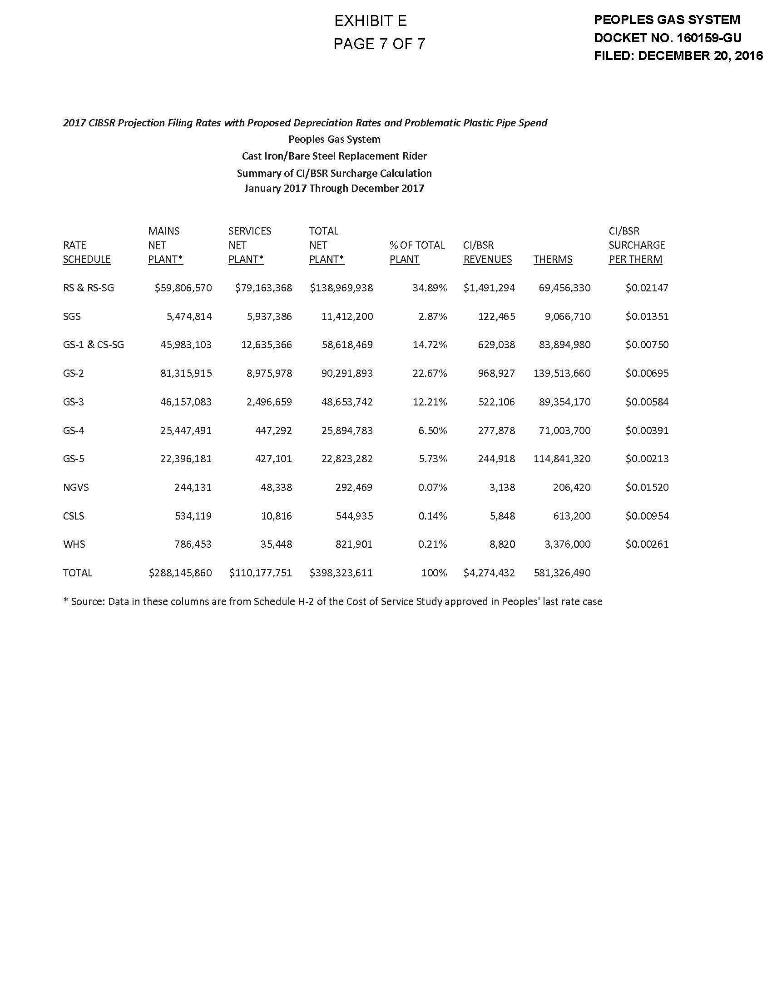 EXHIBIT E
PAGE 7 OF 7
PEOPLES GAS SYSTEM
DOCKET NO. 160159-GU
FILED: DECEMBER 20, 2016
2017 CIBSR Projection Filing Rates with Proposed Depreciation Rates and Problematic Plastic Pipe Spend
Peoples Gas System
Cast Iron/Bare Steel Replacement Rider
Summary of CI/BSR Surcharge Calculation
January 2017 Through December 2017
MAINS SERVICES TOTAL CI/BSR
RATE NET NET NET % OF TOTAL CI/BSR SURCHARGE
SCHEDULE PLANT* PLANT* PLANT* PLANT REVENUES THERMS PER THERM
RS & RS-SG $59,806,570 $79,163,368 $138,969,938 34.89% $1,491,294 69,456,330 $0.02147
SGS 5,474,814 5,937,386 11,412,200 2.87% 122,465 9,066,710 $0.01351
GS-1 & CS-SG 45,983,103 12,635,366 58,618,469 14.72% 629,038 83,894,980 $0.00750
GS-2 81,315,915 8,975,978 90,291,893 22.67% 968,927 139,513,660 $0.00695
GS-3 46,157,083 2,496,659 48,653,742 12.21% 522,106 89,354,170 $0.00584
GS-4 25,447,491 447,292 25,894,783 6.50% 277,878 71,003,700 $0.00391
GS-5 22,396,181 427,101 22,823,282 5.73% 244,918 114,841,320 $0.00213
NGVS 244,131 48,338 292,469 0.07% 3,138 206,420 $0.01520
CSLS 534,119 10,816 544,935 0.14% 5,848 613,200 $0.00954
WHS 786,453 35,448 821,901 0.21% 8,820 3,376,000 $0.00261
TOTAL $288,145,860 $110,177,751 $398,323,611 100% $4,274,432 581,326,490
* Source: Data in these columns are from Schedule H-2 of the Cost of Service Study approved in Peoples' last rate case